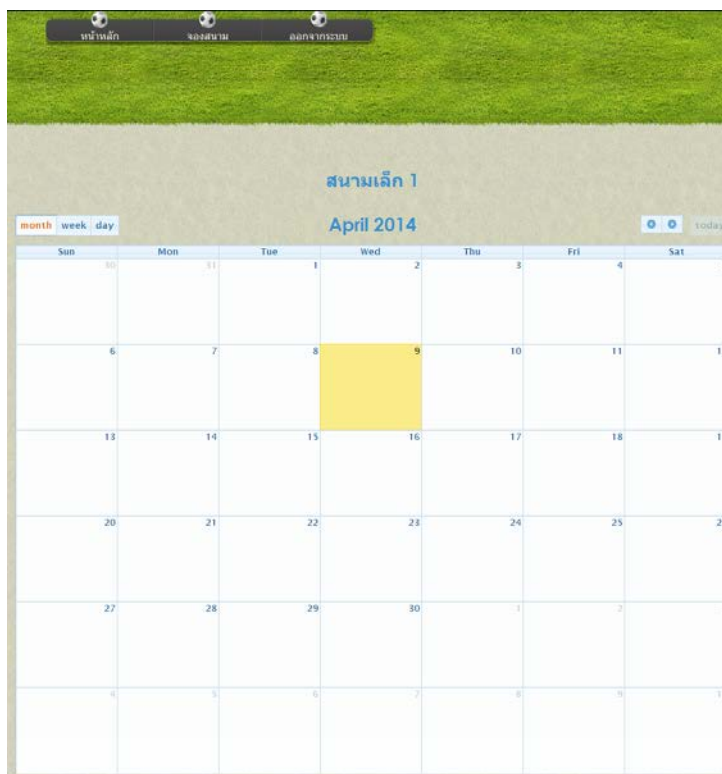 หน้าหลัก จองสนาม ออกจากระบบ
สนามเล็ก 1
month week day April 2014 today
Sun Mon Tue Wed Thu Fri Sat
30 31 1 2 3 4
6 7 8 9 10 11 1
13 14 15 16 17 18 1
20 21 22 23 24 25 2
27 28 29 30 1 2
4 5 6 7 8 9 1